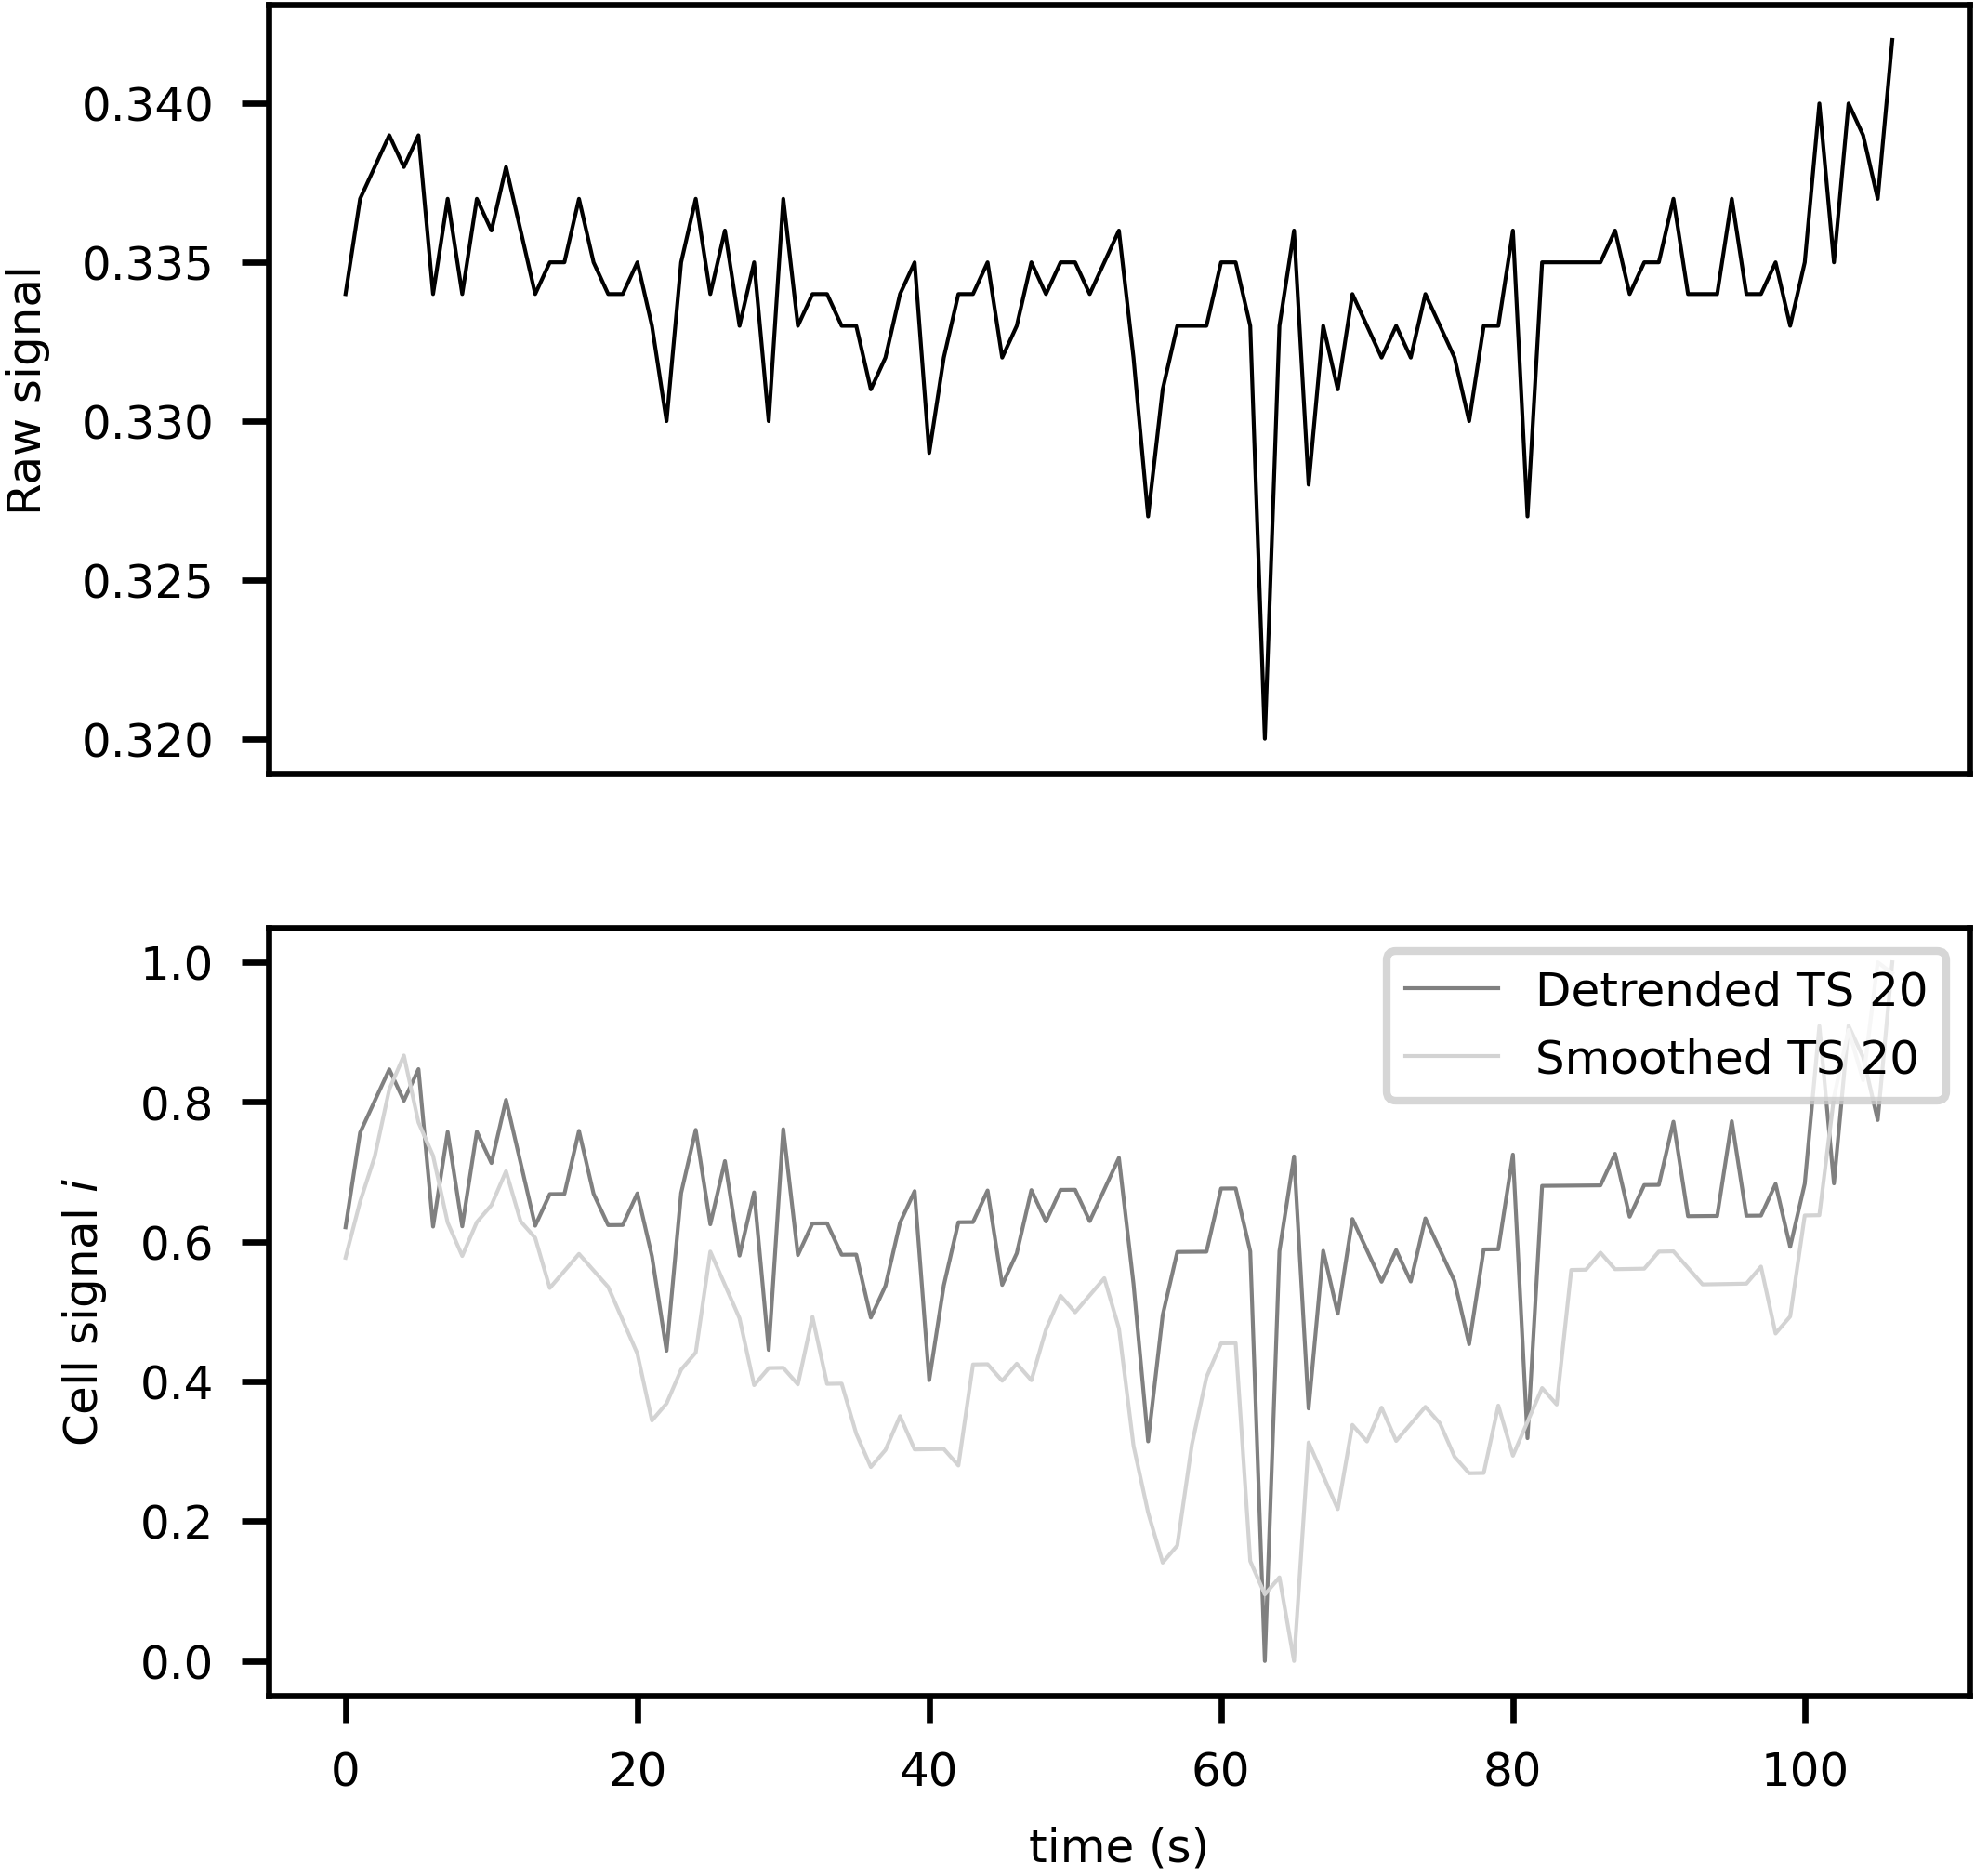 Raw signal
0.340
0.335
0.330
0.325
0.320
Cell signal i
1.0
0.8
0.6
0.4
0.2
0.0
Detrended TS 20
Smoothed TS 20
0 20 40 60 80 100
time (s)